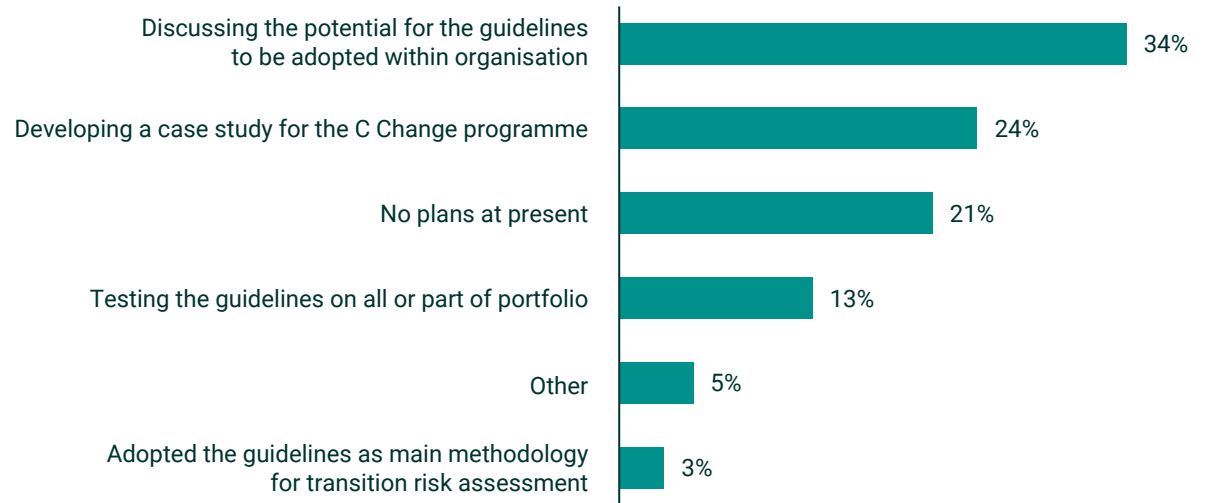 Discussing the potential for the guidelines
to be adopted within organisation
34%
Developing a case study for the C Change programme
24%
No plans at present
21%
Testing the guidelines on all or part of portfolio
13%
Other
5%
Adopted the guidelines as main methodology
for transition risk assessment
3%